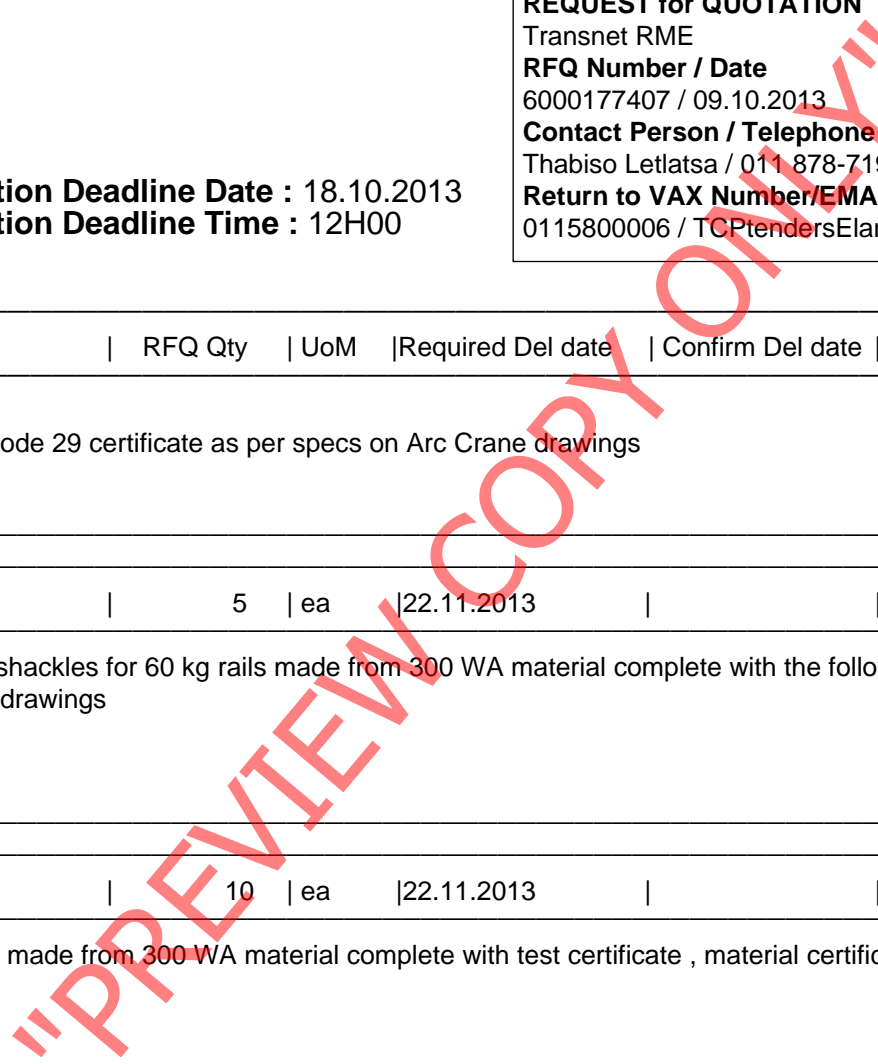 REQUEST for QUOTATION
Transnet RME
RFQ Number / Date
6000177407 / 09.10.2013
Contact Person / Telephone
Thabiso Letlatsa / 011 878-719
tion Deadline Date : 18.10.2013
Return to VAX Number/EMA
tion Deadline Time : 12H00
0115800006 / TCPtendersElan
| RFQ Qty | UoM |Required Del date | Confirm Del date |
ode 29 certificate as per specs on Arc Crane drawings
| 5 | ea |22.11.2013 | |
shackles for 60 kg rails made from 300 WA material complete with the follo
drawings
| 10 | ea |22.11.2013 | |
made from 300 WA material complete with test certificate , material certific
"PREVIEW COPY ONLY"